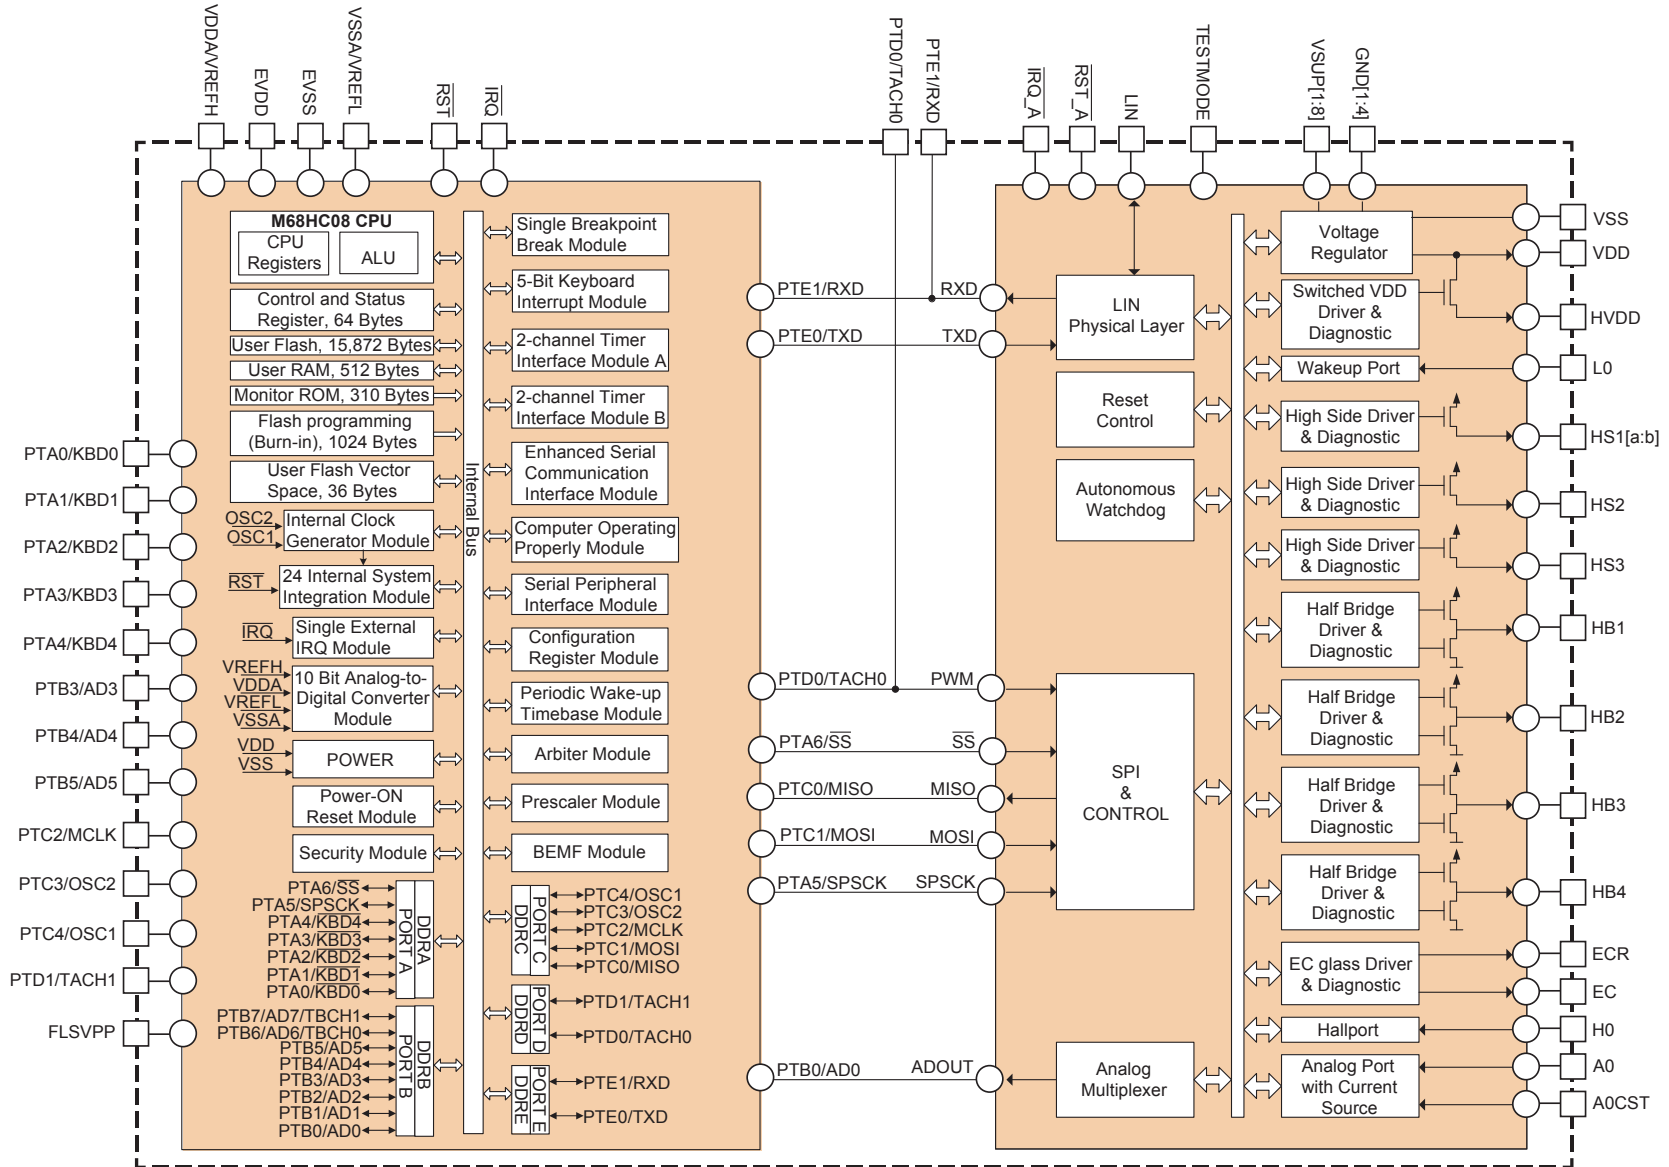 VDDA/VREFH
EVDD
EVSS
VSSA/VREFL
RST
IRQ
PTD0/TACH0
PTE1/RXD
IRQ_A
RST_A
LIN
TESTMODE
VSUP[1:8]
GND[1:4]
PTA0/KBD0
PTA1/KBD1
PTA2/KBD2
PTA3/KBD3
PTA4/KBD4
PTB3/AD3
PTB4/AD4
PTB5/AD5
PTC2/MCLK
PTC3/OSC2
PTC4/OSC1
PTD1/TACH1
FLSVPP
M68HC08 CPU
CPU
Registers
ALU
Control and Status
Register, 64 Bytes
User Flash, 15,872 Bytes
User RAM, 512 Bytes
Monitor ROM, 310 Bytes
Flash programming
(Burn-in), 1024 Bytes
User Flash Vector
Space, 36 Bytes
OSC2
OSC1
Internal Clock
Generator Module
RST
24 Internal System
Integration Module
IRQ
Single External
IRQ Module
VREFH
VDDA
VREFL
VSSA
10 Bit Analog-to-
Digital Converter
Module
VDD
VSS
POWER
Power-ON
Reset Module
Security Module
PTA6/SS
PTA5/SPSCK
PTA4/KBD4
PTA3/KBD3
PTA2/KBD2
PTA1/KBD1
PTA0/KBD0
PORT A
DDRA
PTB7/AD7/TBCH1
PTB6/AD6/TBCH0
PTB5/AD5
PTB4/AD4
PTB3/AD3
PTB2/AD2
PTB1/AD1
PTB0/AD0
PORT B
DDRB
Internal Bus
Single Breakpoint
Break Module
5-Bit Keyboard
Interrupt Module
2-channel Timer
Interface Module A
2-channel Timer
Interface Module B
Enhanced Serial
Communication
Interface Module
Computer Operating
Properly Module
Serial Peripheral
Interface Module
Configuration
Register Module
Periodic Wake-up
Timebase Module
Arbiter Module
Prescaler Module
BEMF Module
DDRC
PORT C
PTC4/OSC1
PTC3/OSC2
PTC2/MCLK
PTC1/MOSI
PTC0/MISO
DDRD
PORT D
PTD1/TACH1
PTD0/TACH0
DDRE
PORT E
PTE1/RXD
PTE0/TXD
PTE1/RXD
RXD
PTE0/TXD
TXD
PTD0/TACH0
PWM
PTA6/SS
SS
PTC0/MISO
MISO
PTC1/MOSI
MOSI
PTA5/SPSCK
SPSCK
PTB0/AD0
ADOUT
LIN
Physical Layer
Reset
Control
Autonomous
Watchdog
SPI
&
CONTROL
Analog
Multiplexer
Voltage
Regulator
Switched VDD
Driver &
Diagnostic
Wakeup Port
High Side Driver
& Diagnostic
High Side Driver
& Diagnostic
High Side Driver
& Diagnostic
Half Bridge
Driver &
Diagnostic
Half Bridge
Driver &
Diagnostic
Half Bridge
Driver &
Diagnostic
Half Bridge
Driver &
Diagnostic
EC glass Driver
& Diagnostic
Hallport
Analog Port
with Current
Source
VSS
VDD
HVDD
L0
HS1[a:b]
HS2
HS3
HB1
HB2
HB3
HB4
ECR
EC
H0
A0
A0CST